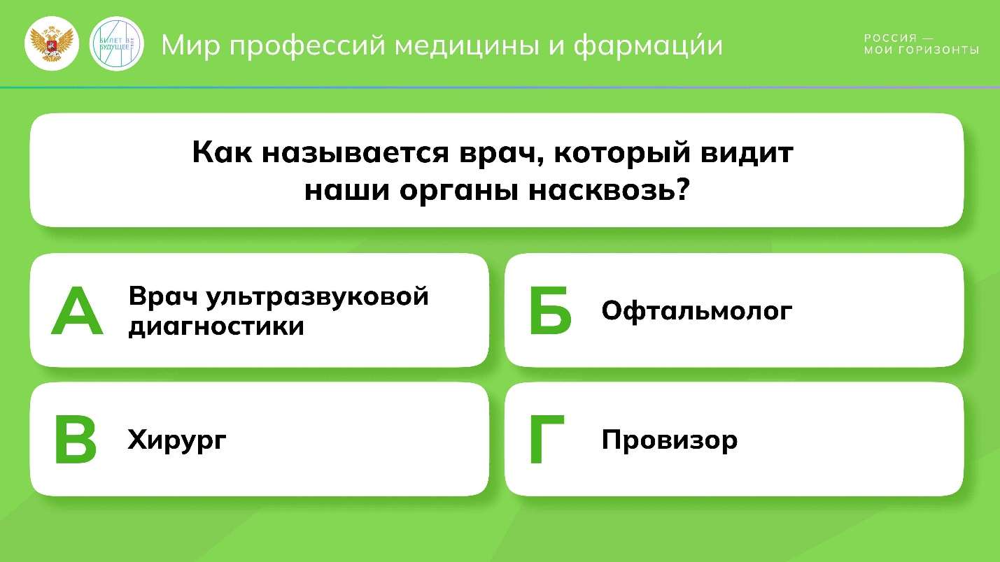 БИЛЕТ В
БУДУЩЕЕ
ТВОЁ
Мир профессий медицины и фармаци́и
РОССИЯ —
МОИ ГОРИЗОНТЫ
Как называется врач, который видит
наши органы насквозь?
А
Врач ультразвуковой
диагностики
Б
Офтальмолог
В
Хирург
Г
Провизор